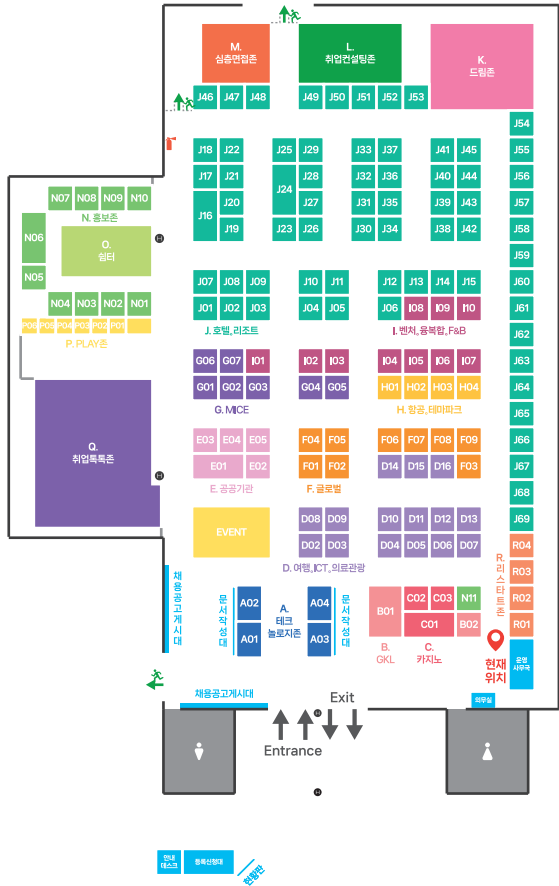 M.
심층면접존
L.
취업컨설팅존
K.
드림존
J46 J47 J48 J49 J50 J51 J52 J53
J54
J18 J22 J25 J29 J33 J37 J41 J45 J55
J17 J21 J24 J28 J32 J36 J40 J44 J56
J16 J20 J27 J31 J35 J39 J43 J57
J19 J23 J26 J30 J34 J38 J42 J58
N07 N08 N09 N10
N. 홍보존
N06
O.
쉼터
N05
J59
N04 N03 N02 N01
P06 P05 P04 P03 P02 P01
P. PLAY존
J07 J08 J09 J10 J11 J12 J13 J14 J15 J60
J01 J02 J03 J04 J05 J06 I08 I09 I10 J61
J. 호텔,리조트
I. 벤처,융복합,F&B
J62
G06 G07 I01 I02 I03 I04 I05 I06 I07 J63
G01 G02 G03 G04 G05 H01 H02 H03 H04 J64
G. MICE
H. 항공,테마파크
J65
Q.
취업톡톡존
E03 E04 E05 F04 F05 F06 F07 F08 F09 J66
E01 E02 F01 F02 D14 D15 D16 F03 J67
E. 공공기관
F. 글로벌
J68
EVENT
D08 D09 D10 D11 D12 D13 J69
D02 D03 D04 D05 D06 D07 R04
D. 여행,ICT,의료관광
R. 리스타트존
R03
R02
R01
채용공고게시대
문서작성대
A02
A01
A.
테크
놀로지존
A04
A03
문서작성대
B01
C02 C03 N11
C01 B02
B.
GKL
C.
카지노
현재
위치
운영
사무국
의무실
채용공고게시대
Exit
Entrance
안내
데스크
등록신청대
현황판